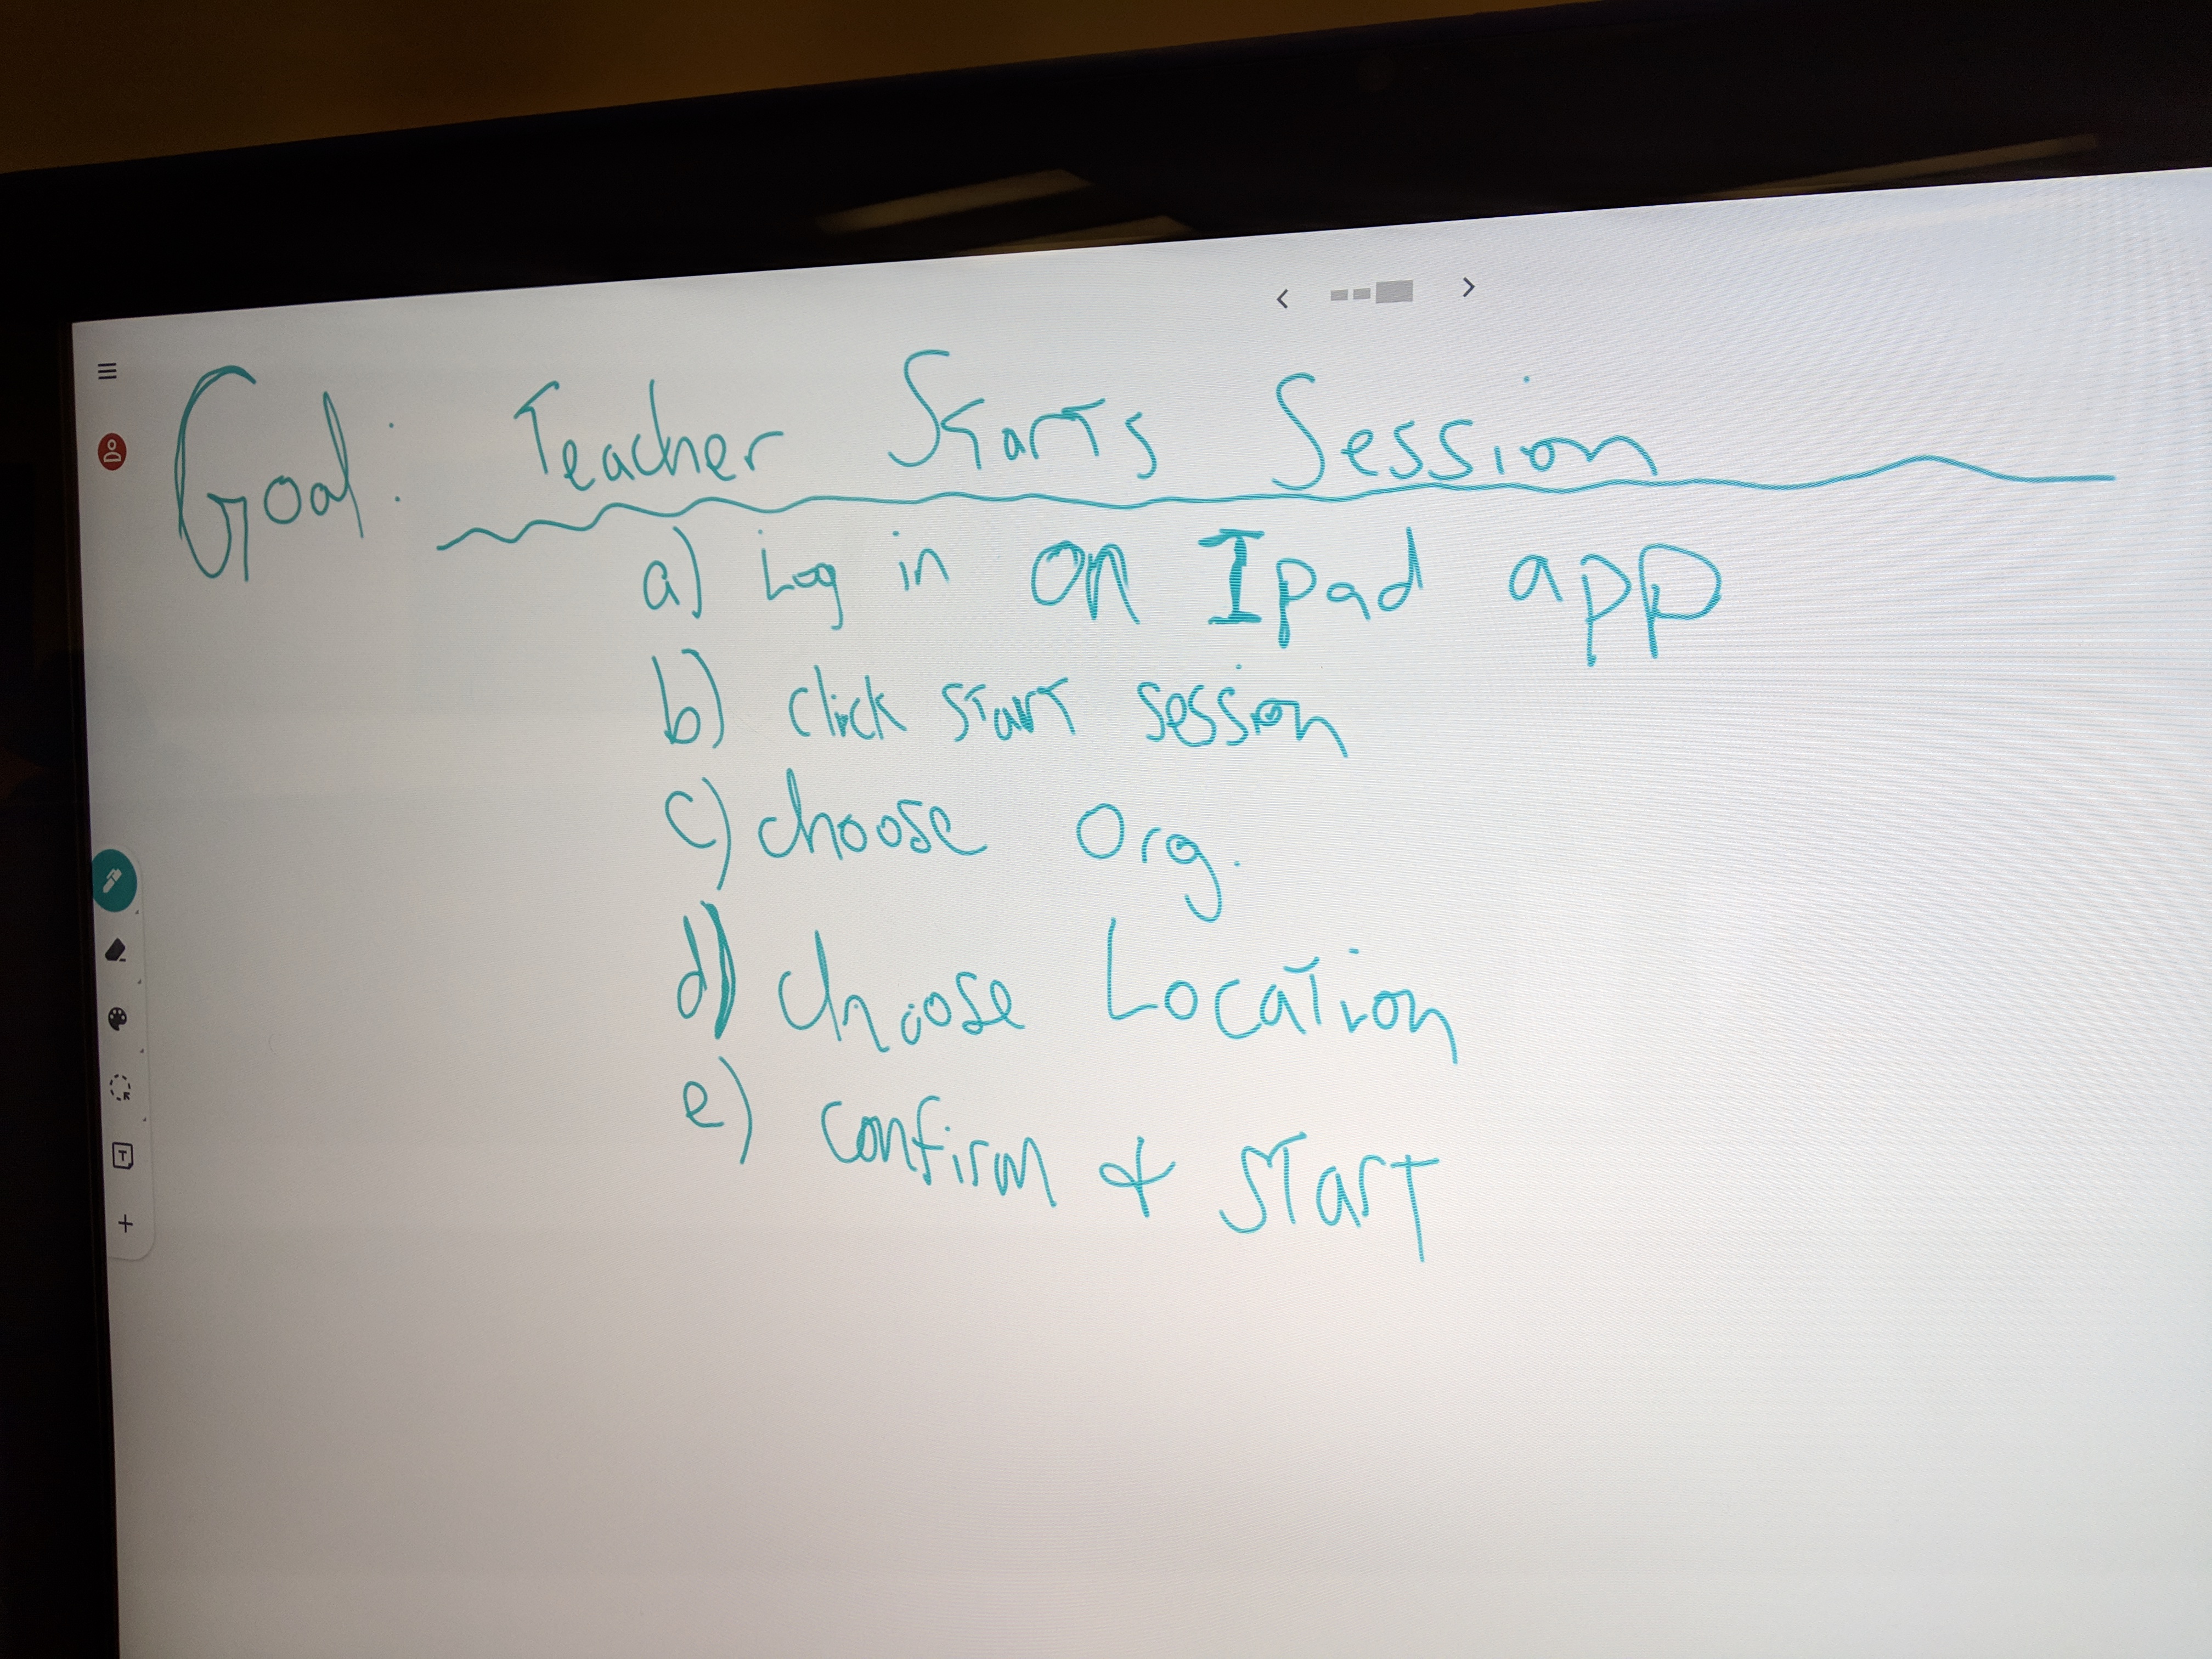 Goal: Teacher Starts Session
a) Log in on Ipad app
b) click start session
c) choose Org.
d) choose Location
e) confirm & start